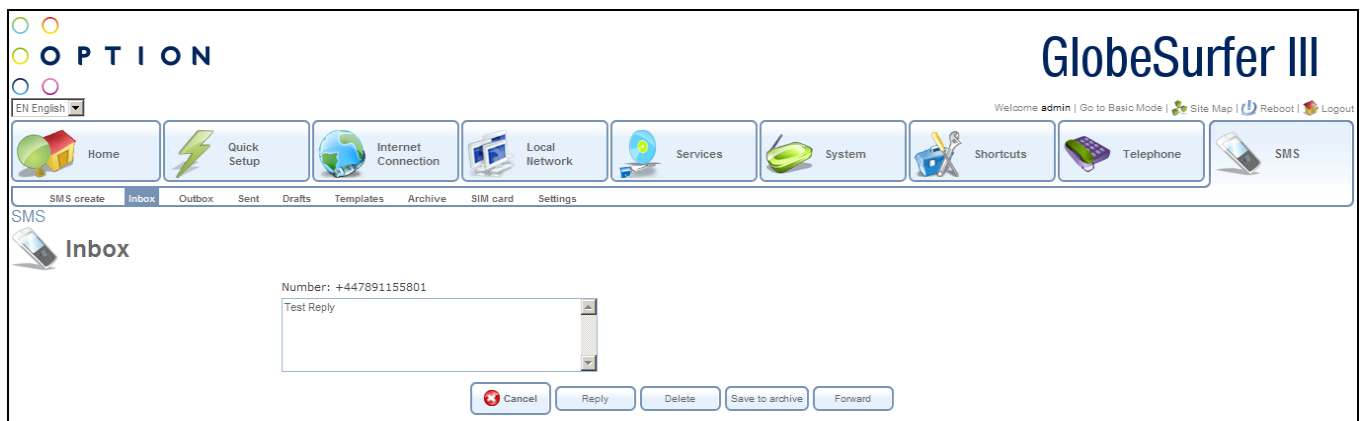 OPTION
GlobeSurfer III
EN English
Welcome admin | Go to Basic Mode | Site Map | Reboot | Logout
Home
Quick Setup
Internet Connection
Local Network
Services
System
Shortcuts
Telephone
SMS
SMS create Inbox Outbox Sent Drafts Templates Archive SIM card Settings
SMS
Inbox
Number: +447891155801
Test Reply
Cancel Reply Delete Save to archive Forward